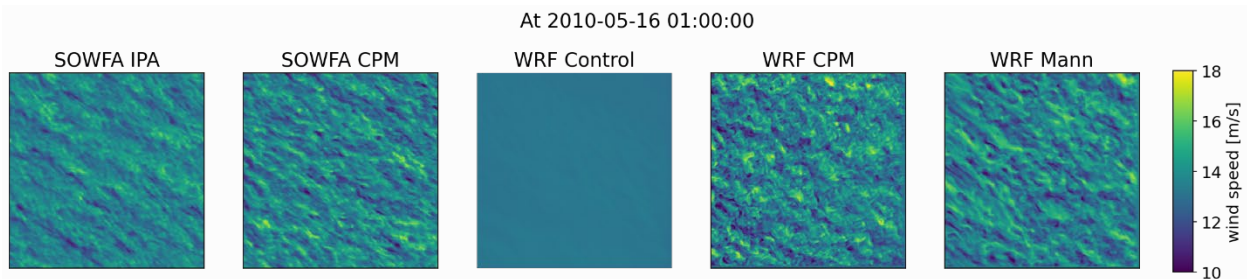 At 2010-05-16 01:00:00
SOWFA IPA
SOWFA CPM
WRF Control
WRF CPM
WRF Mann
18
16
14
12
10
wind speed [m/s]